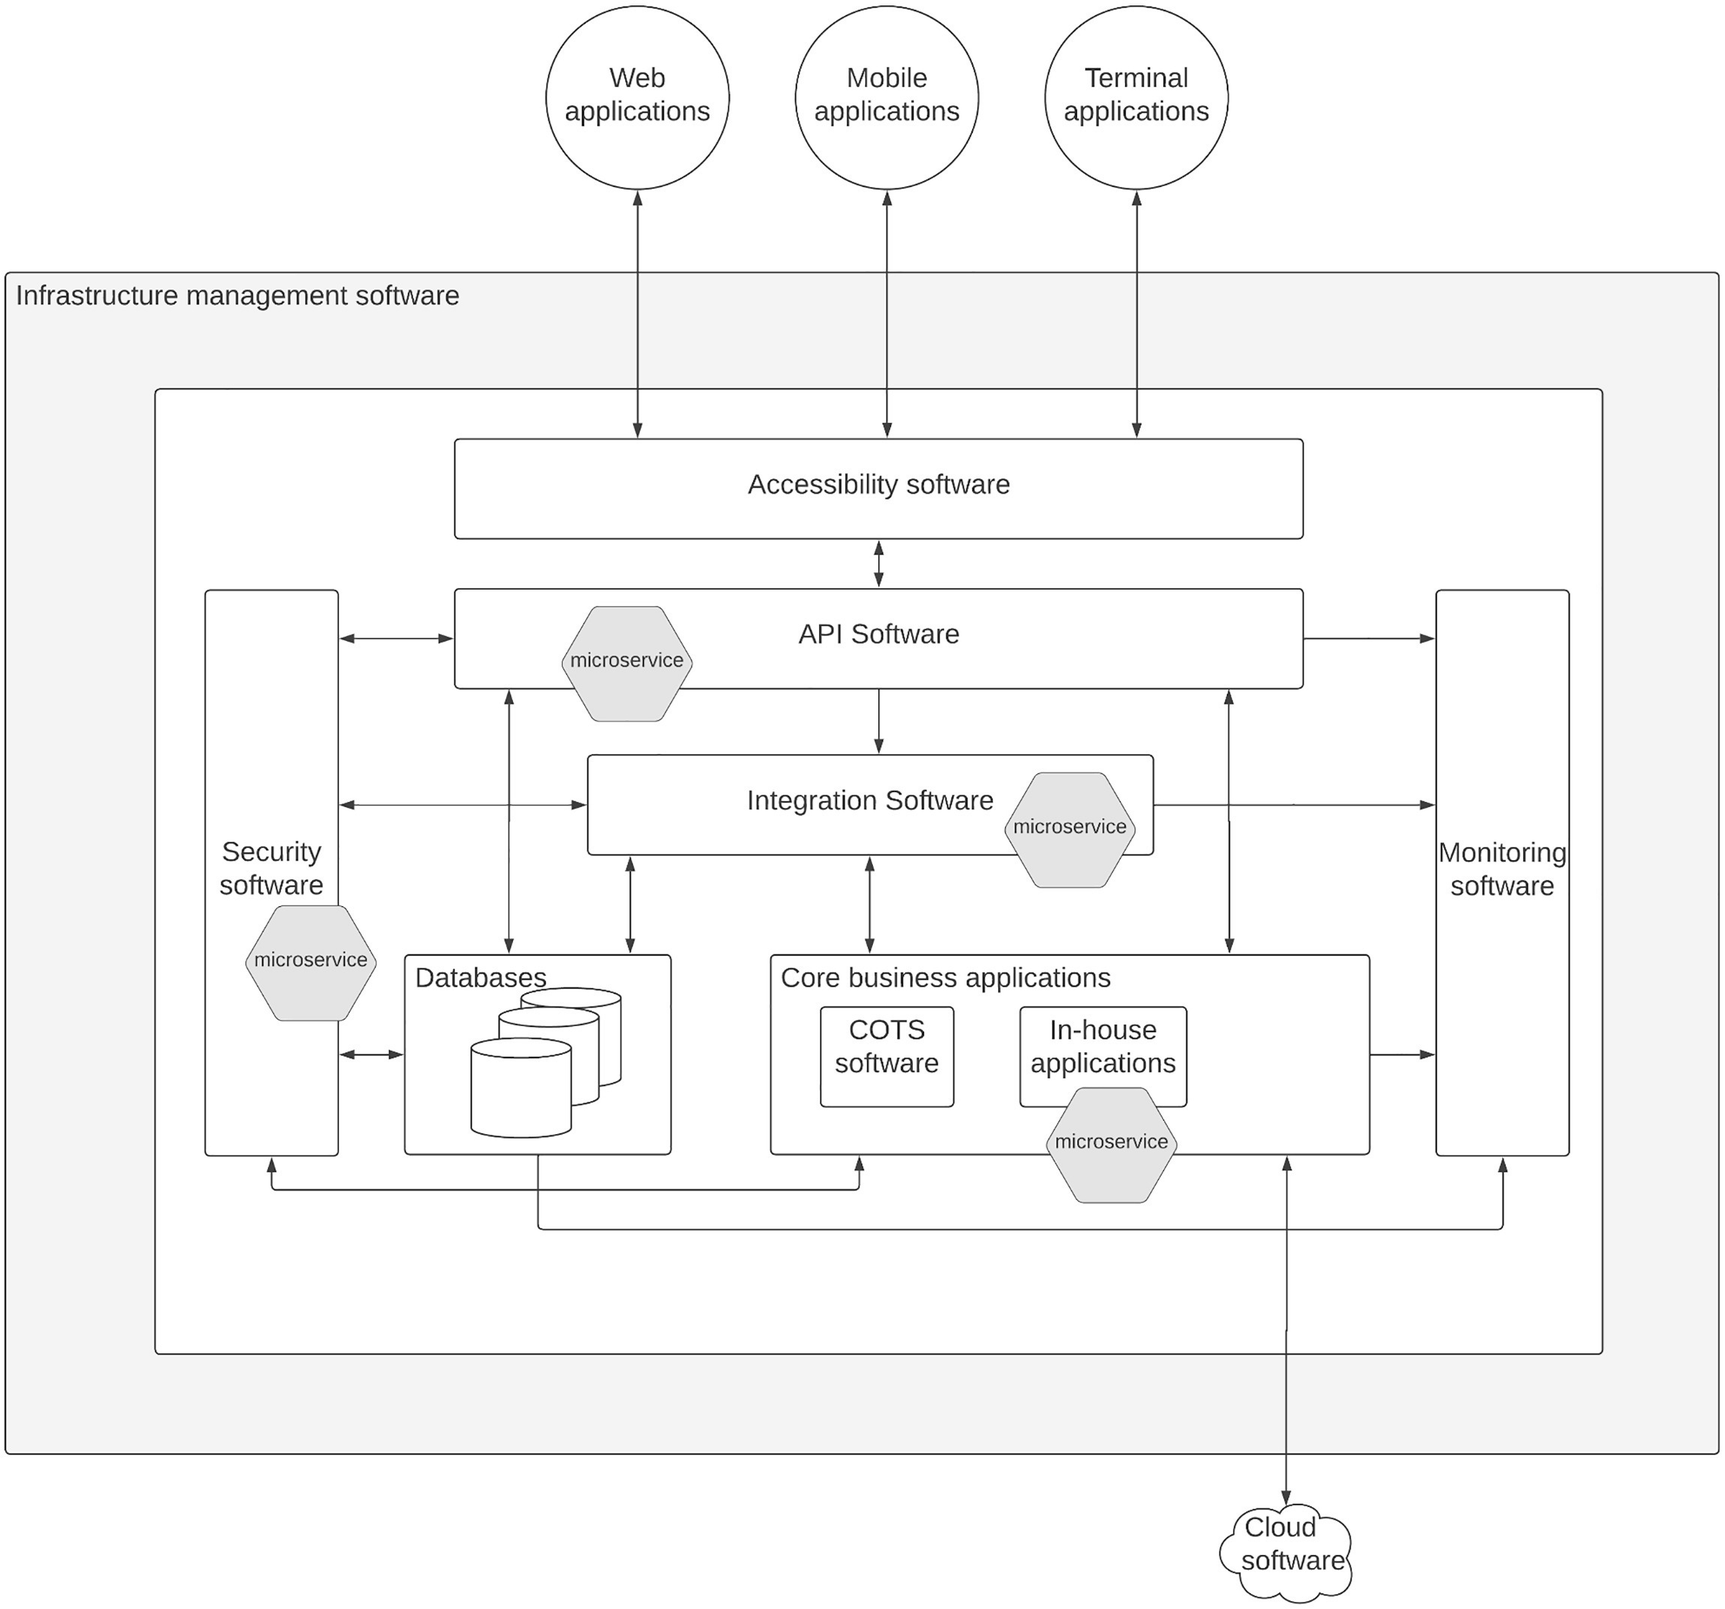 Web
applications
Mobile
applications
Terminal
applications
Infrastructure management software
Accessibility software
API Software
microservice
Integration Software
microservice
Security
software
microservice
Monitoring
software
Databases
Core business applications
COTS
software
In-house
applications
microservice
Cloud
software